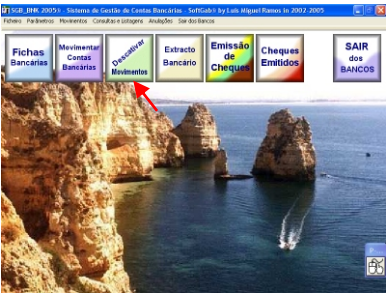 SGB_BNK 2005® - Sistema de Gestão de Contas Bancárias - SoftGab® by Luis Miguel Ramos in 2002-2005
Ficheiro Parametros Movimentos Consultas e Listagens Anulações Sair dos Bancos
Fichas
Bancárias
Movimentar
Contas
Bancárias
Descativar
Movimentos
Extracto
Bancário
Emissão
de
Cheques
Cheques
Emitidos
SAIR
dos
BANCOS